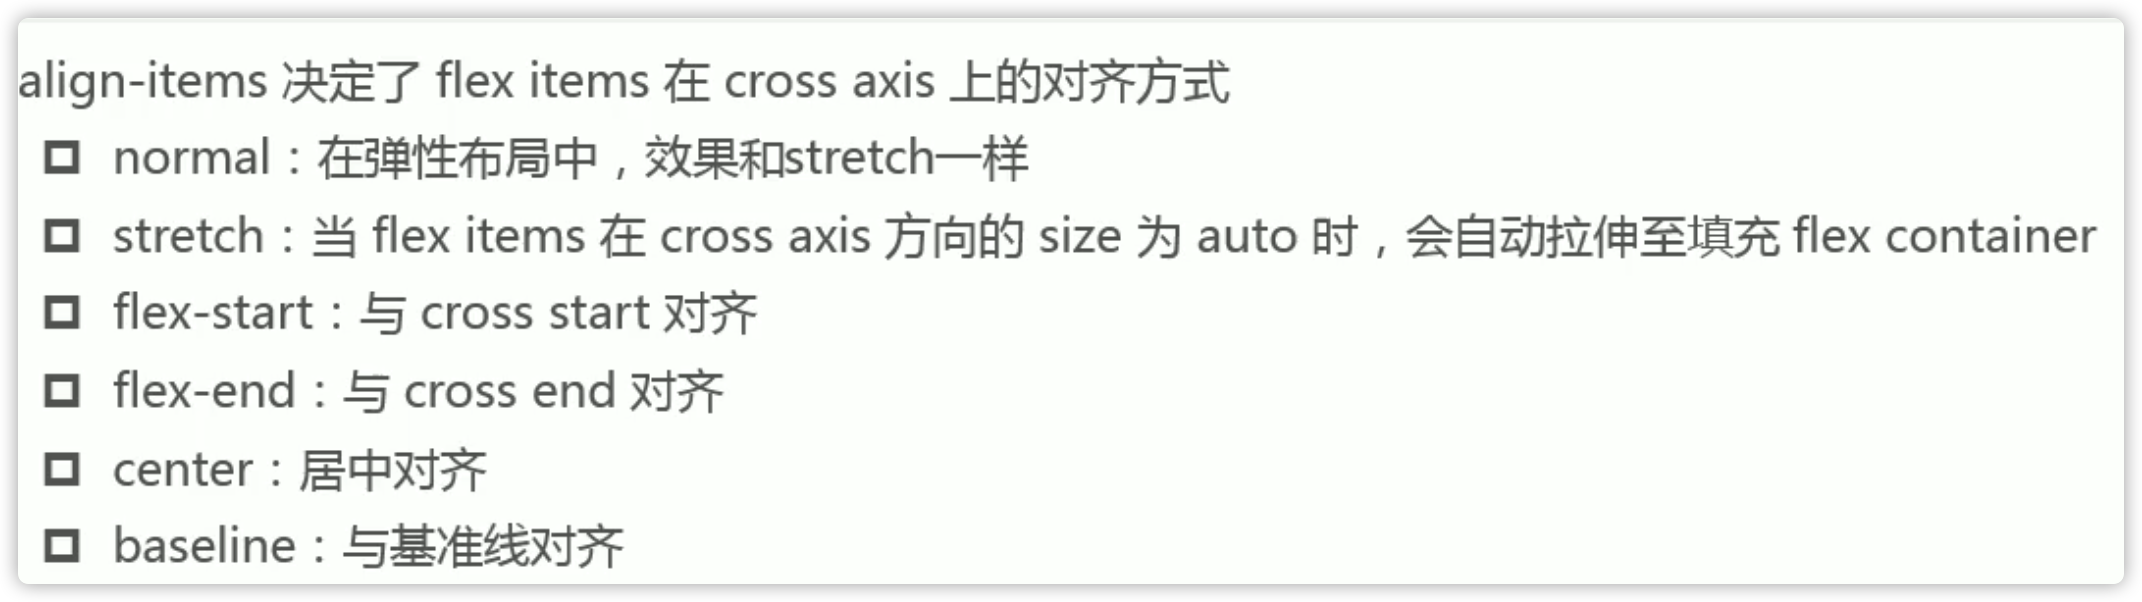 align-items 决定了 flex items 在 cross axis 上的对齐方式
normal：在弹性布局中，效果和stretch一样
stretch：当 flex items 在 cross axis 方向的 size 为 auto 时，会自动拉伸至填充 flex container
flex-start：与 cross start 对齐
flex-end：与 cross end 对齐
center：居中对齐
baseline：与基准线对齐